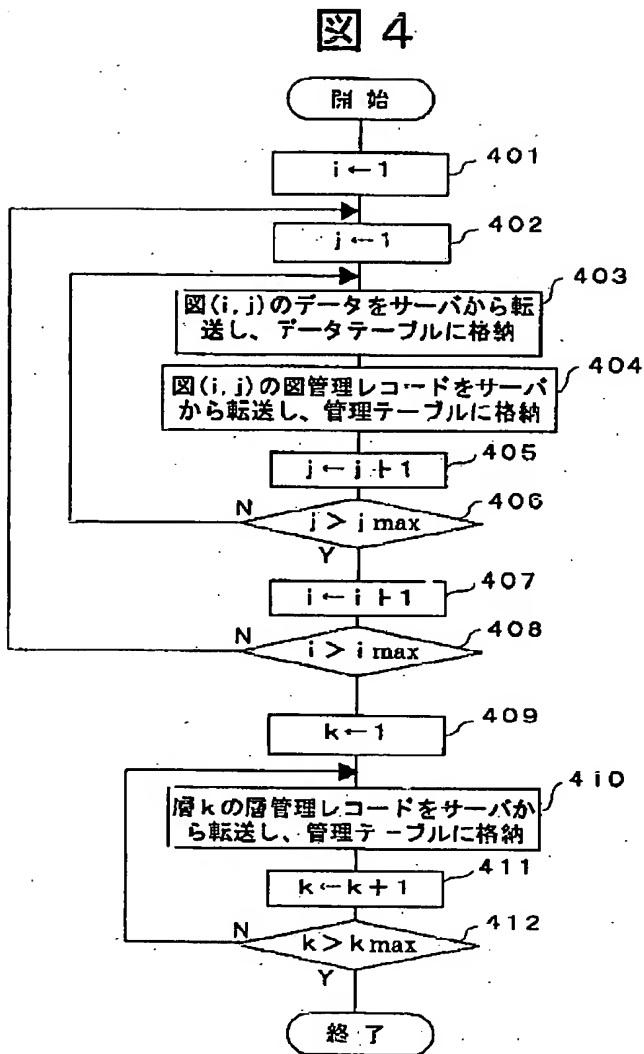 図 4
開 始
i ← 1
401
j ← 1
402
403
図(i, j)のデータをサーバから転
送し、データテーブルに格納
404
図(i, j)の図管理レコードをサーバ
から転送し、管理テーブルに格納
405
j ← j + 1
406
N
j > j max
Y
407
i ← i + 1
408
N
i > i max
409
k ← 1
410
層kの層管理レコードをサーバか
ら転送し、管理テーブルに格納
411
k ← k + 1
412
N
k > k max
Y
終 了